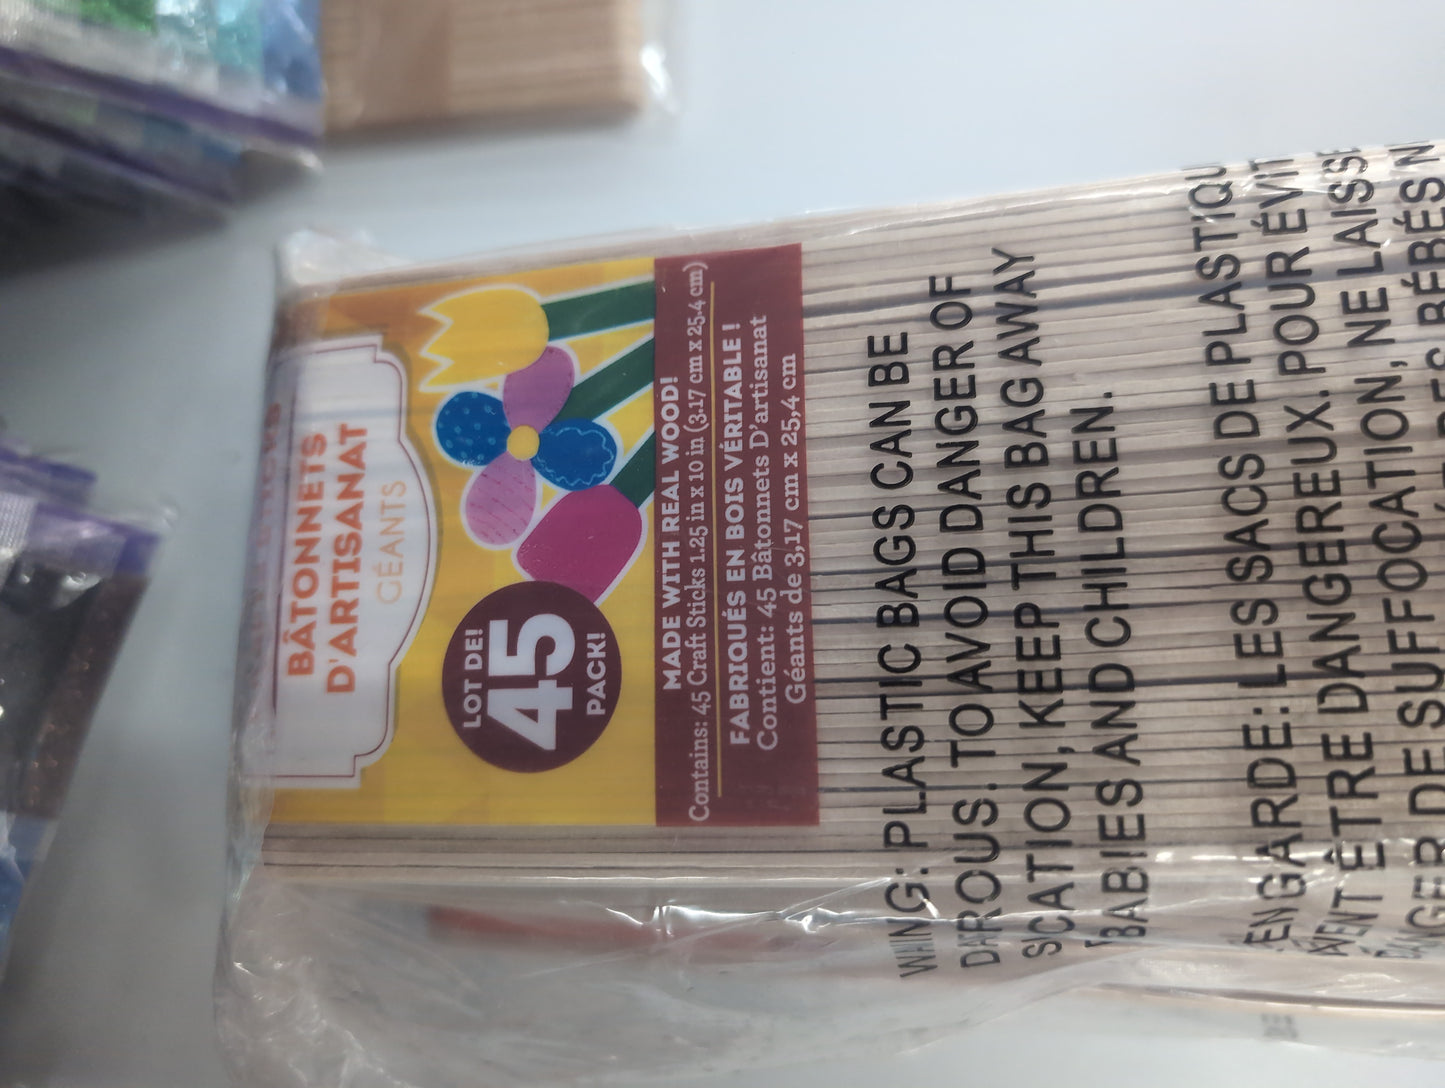 BÂTONNETS
D'ARTISANAT
GÉANTS
LOT DE!
45
PACK!
MADE WITH REAL WOOD!
Contains: 45 Craft Sticks 1.25 in x 10 in (3.17 cm x 25.4 cm)
FABRIQUÉS EN BOIS VÉRITABLE !
Contient: 45 Bâtonnets D'artisanat
Géants de 3,17 cm x 25,4 cm
PLASTIC BAGS CAN BE
TO AVOID DANGER OF
KEEP THIS BAG AWAY
BABIES AND CHILDREN.
EN GARDE: LES SACS DE PLASTIQU
ÊTRE DANGEREUX. POUR ÉVIT
DE SUFFOCATION, NE LAISSE